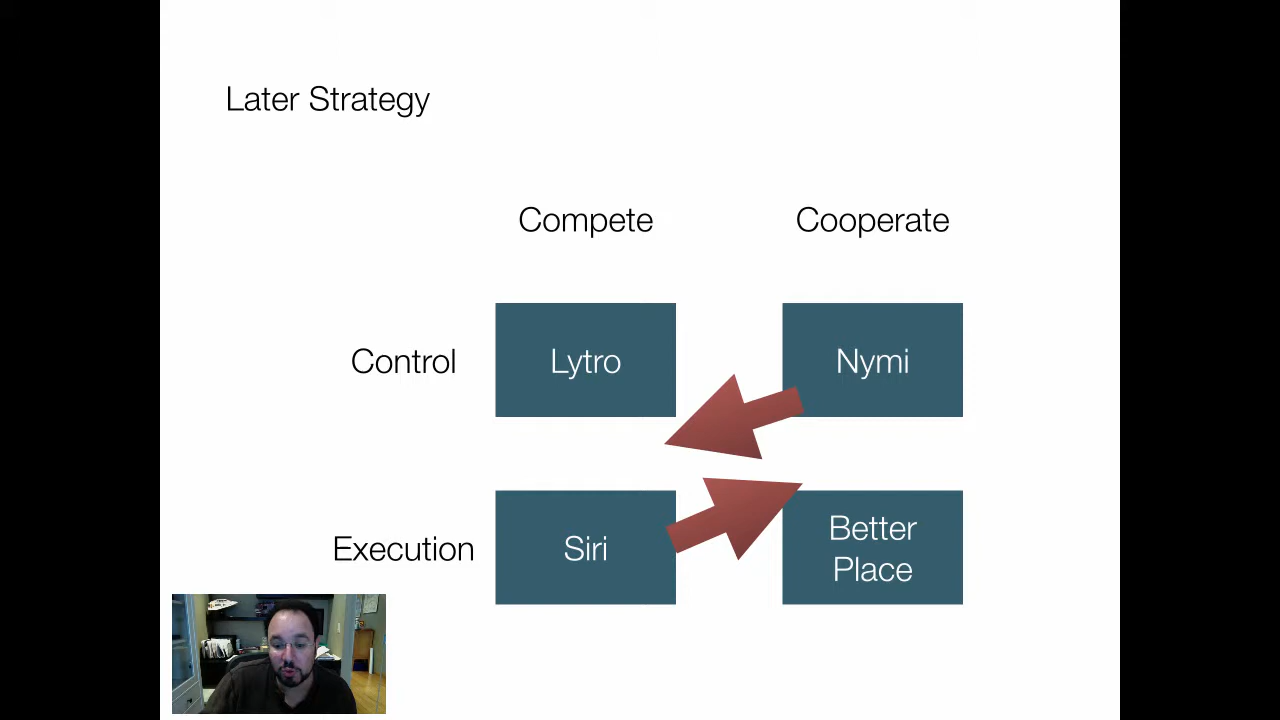 Later Strategy
Compete Cooperate
Control Lytro Nymi
Execution Siri Better
Place